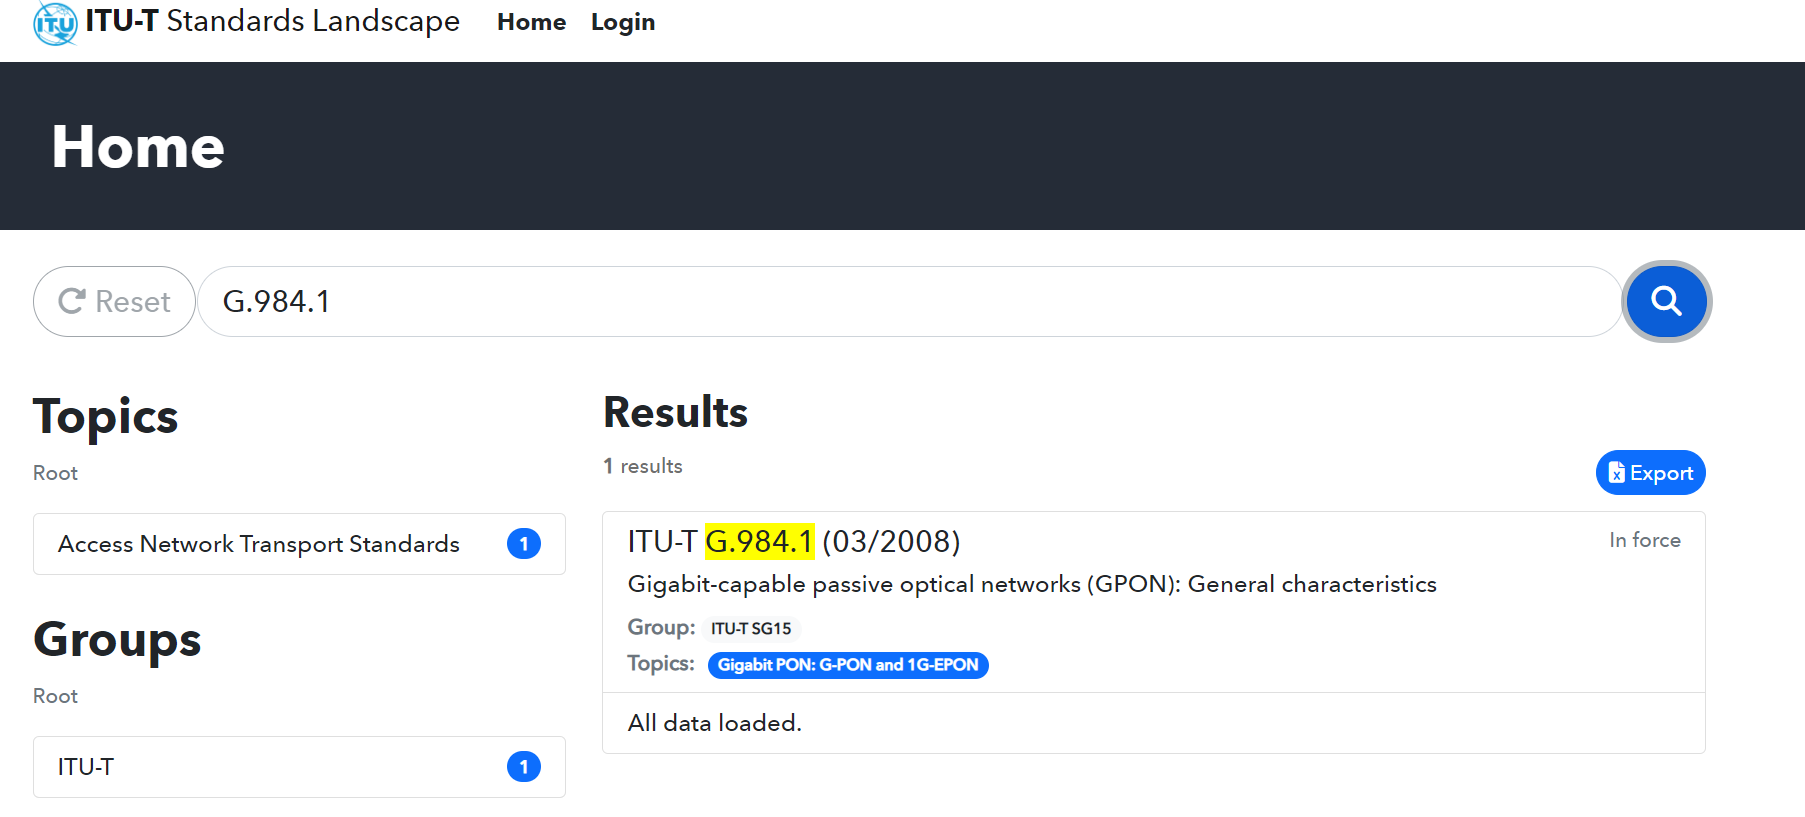 ITU ITU-T Standards Landscape Home Login
Home
Reset G.984.1
Topics
Root
Access Network Transport Standards 1
Groups
Root
ITU-T 1
Results
1 results
Export
ITU-T G.984.1 (03/2008) In force
Gigabit-capable passive optical networks (GPON): General characteristics
Group: ITU-T SG15
Topics: Gigabit PON: G-PON and 1G-EPON
All data loaded.